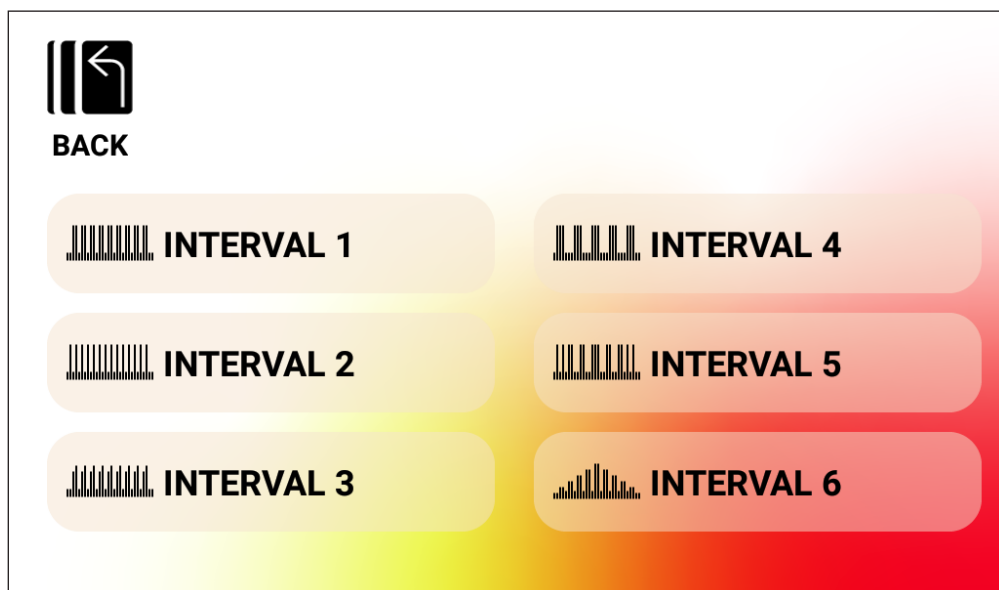 BACK
INTERVAL 1
INTERVAL 4
INTERVAL 2
INTERVAL 5
INTERVAL 3
INTERVAL 6